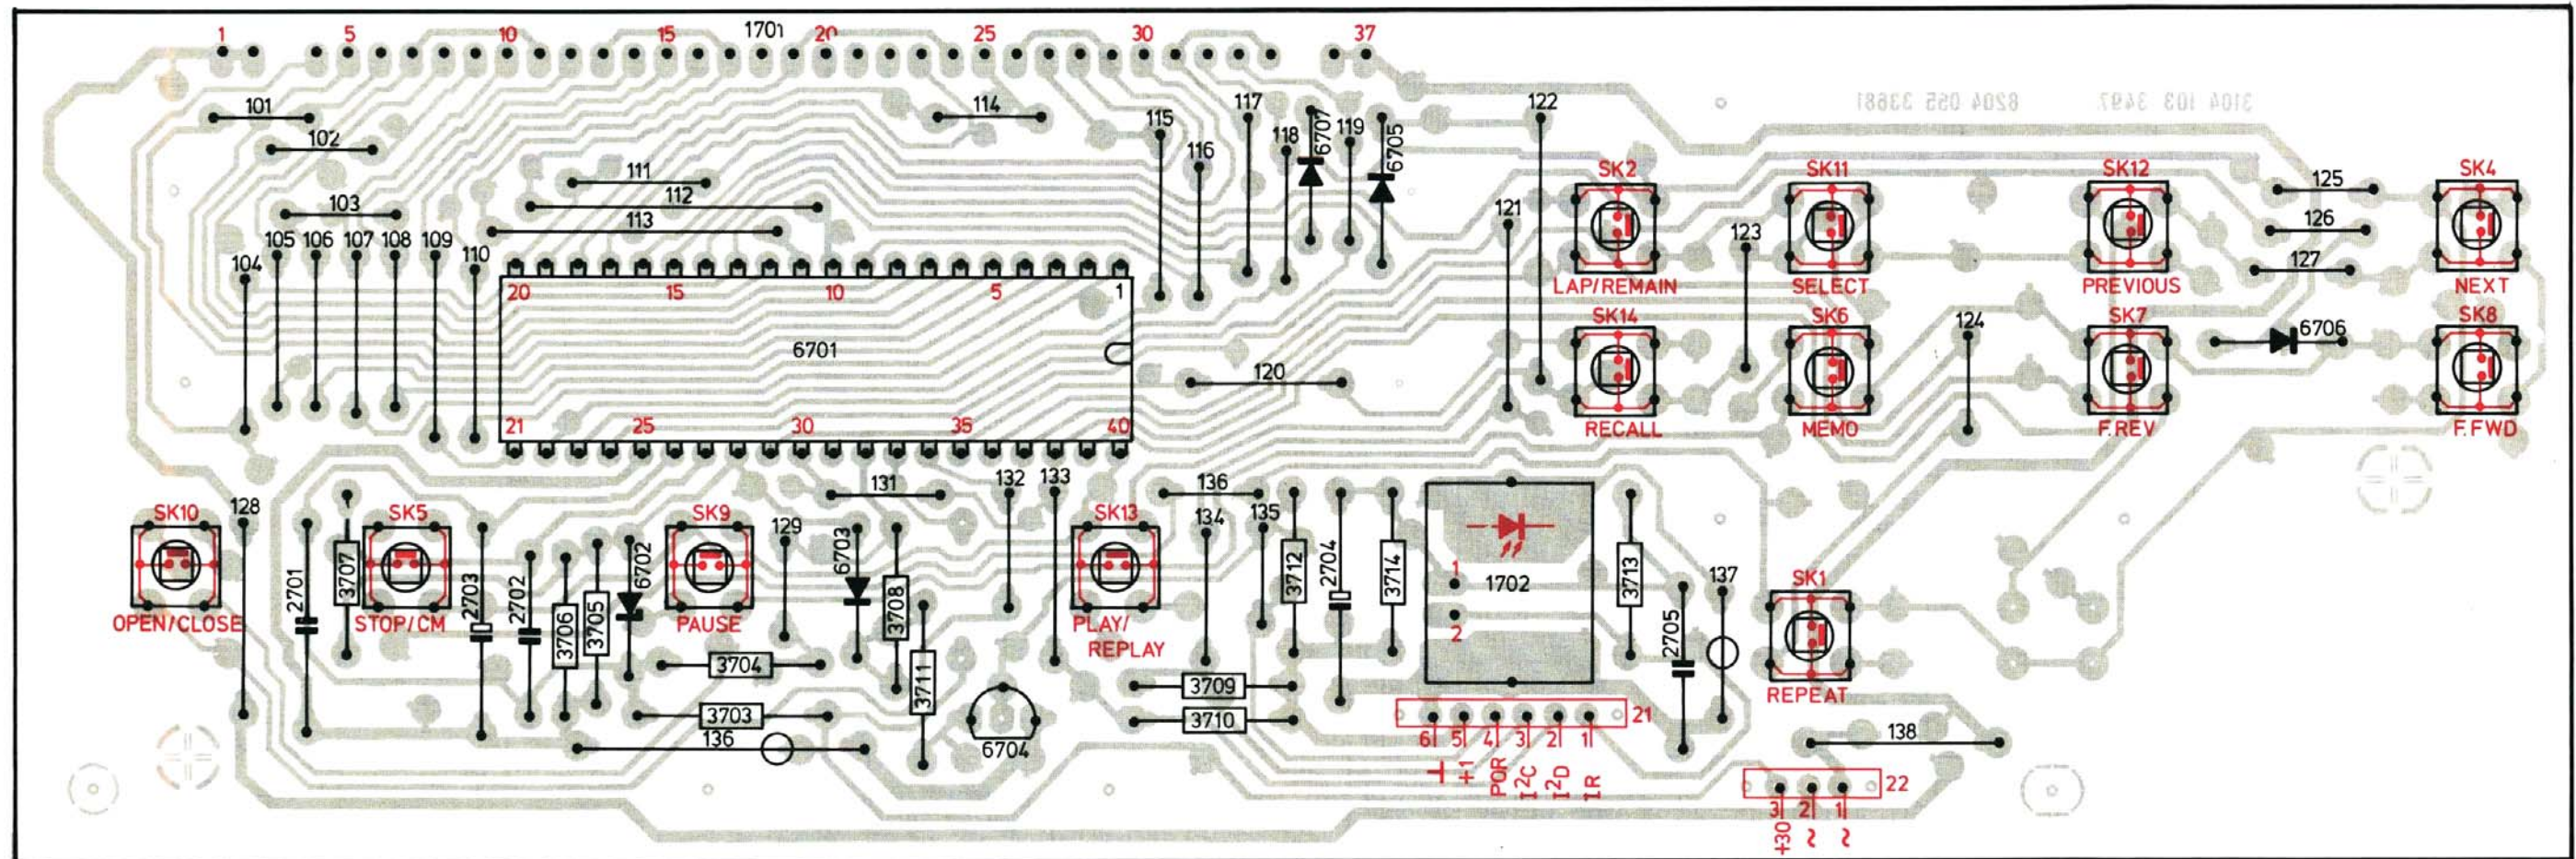 1 5 10 15 1701 20 25 30 37
101 114 117 122 3104 103 3497. 8204 055 33681
102 115 118 6707 119 6705
111 116 SK2 SK11 SK12 SK4
112 125
103 113 121 126
105 106 107 108 109 110 123
104 127
20 15 10 5 1 LAP/REMAIN SELECT PREVIOUS NEXT
SK14 SK6 124 SK7 6706 SK8
6701
120
21 25 30 35 40 RECALL MEMO F.REV F.FWD
131 132 133 136
SK10 128 SK5 SK9 129 SK13 134 135
2701 3707 2703 2702 3706 3705 6702 6703 3708 3712 2704 3714 1 1702 2 3713 2705 137 SK1
OPEN/CLOSE STOP/CM PAUSE PLAY/
REPLAY
3704 3711 3709 REPEAT
3703 3710 21
136 6704 6 5 4 3 2 1 138
⊥ +1 POR I2C I2D IR
22
3 2 1
+30 ~ ~